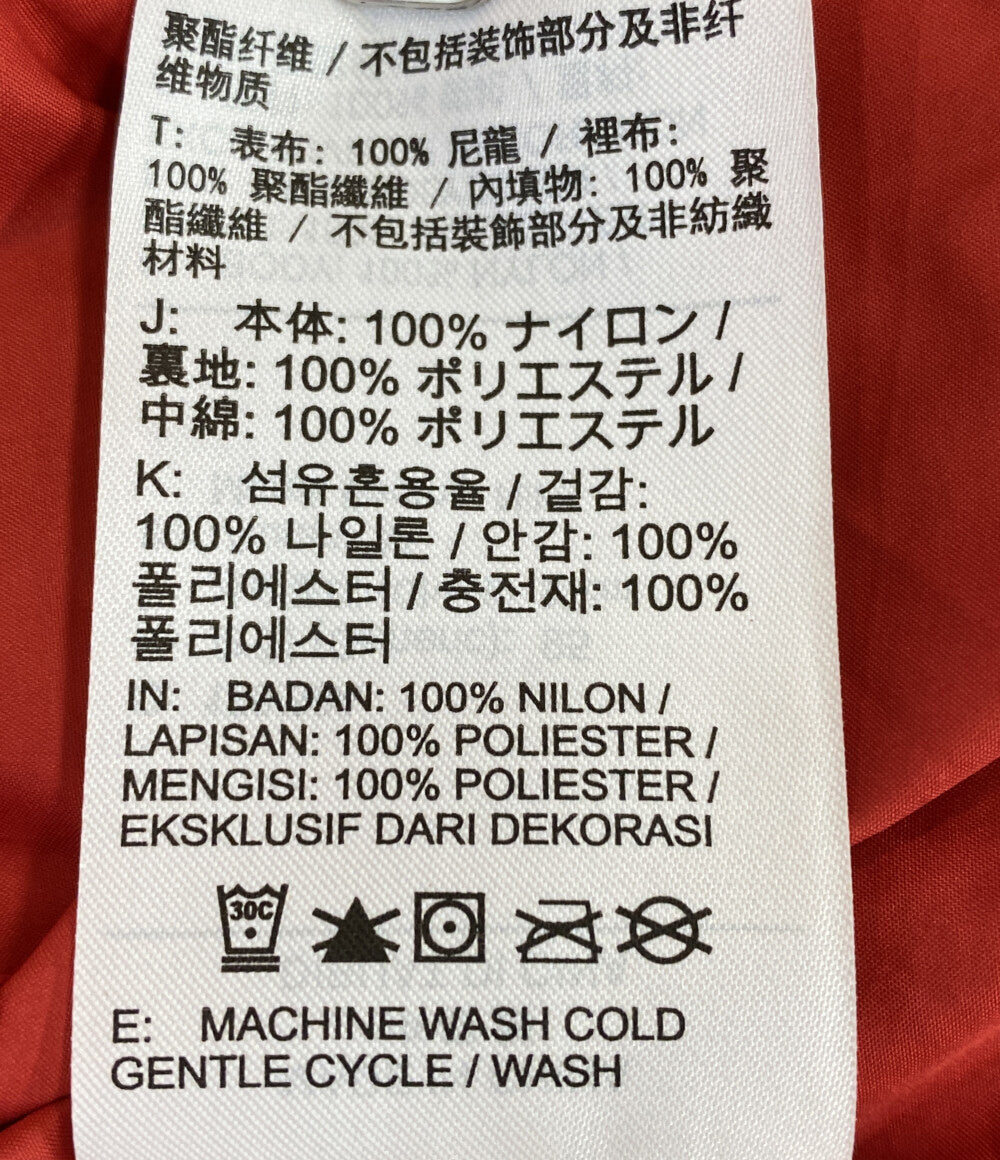 聚酯纤维 / 不包括装饰部分及非纤
维物质
T: 表布: 100% 尼龍 / 裡布:
100% 聚酯纖維 / 內填物: 100% 聚
酯纖維 / 不包括裝飾部分及非紡織
材料
J: 本体: 100% ナイロン /
裏地: 100% ポリエステル /
中綿: 100% ポリエステル
K: 섬유혼용율 / 겉감:
100% 나일론 / 안감: 100%
폴리에스터 / 충전재: 100%
폴리에스터
IN: BADAN: 100% NILON /
LAPISAN: 100% POLIESTER /
MENGISI: 100% POLIESTER /
EKSKLUSIF DARI DEKORASI
30C
E: MACHINE WASH COLD
GENTLE CYCLE / WASH